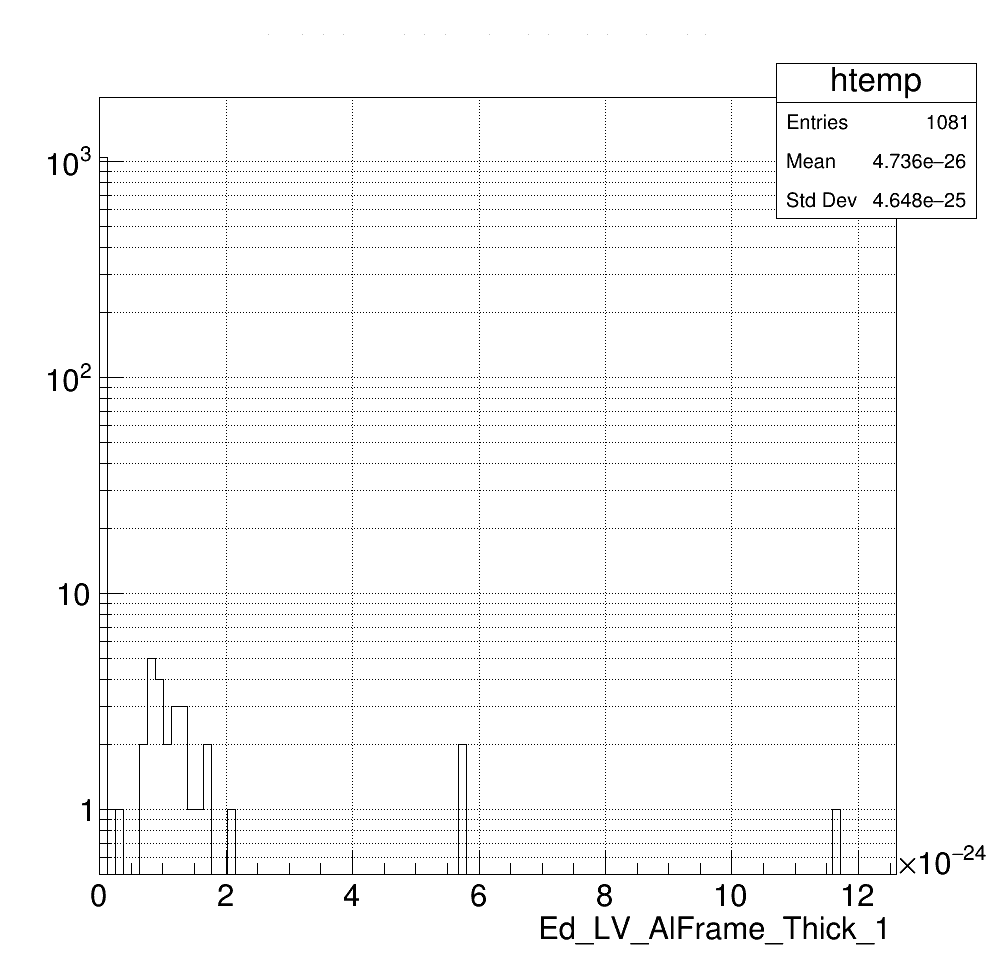 htemp
Entries 1081
Mean 4.736e−26
Std Dev 4.648e−25
10³
10²
10
1
0 2 4 6 8 10 12
×10⁻²⁴
Ed_LV_AlFrame_Thick_1